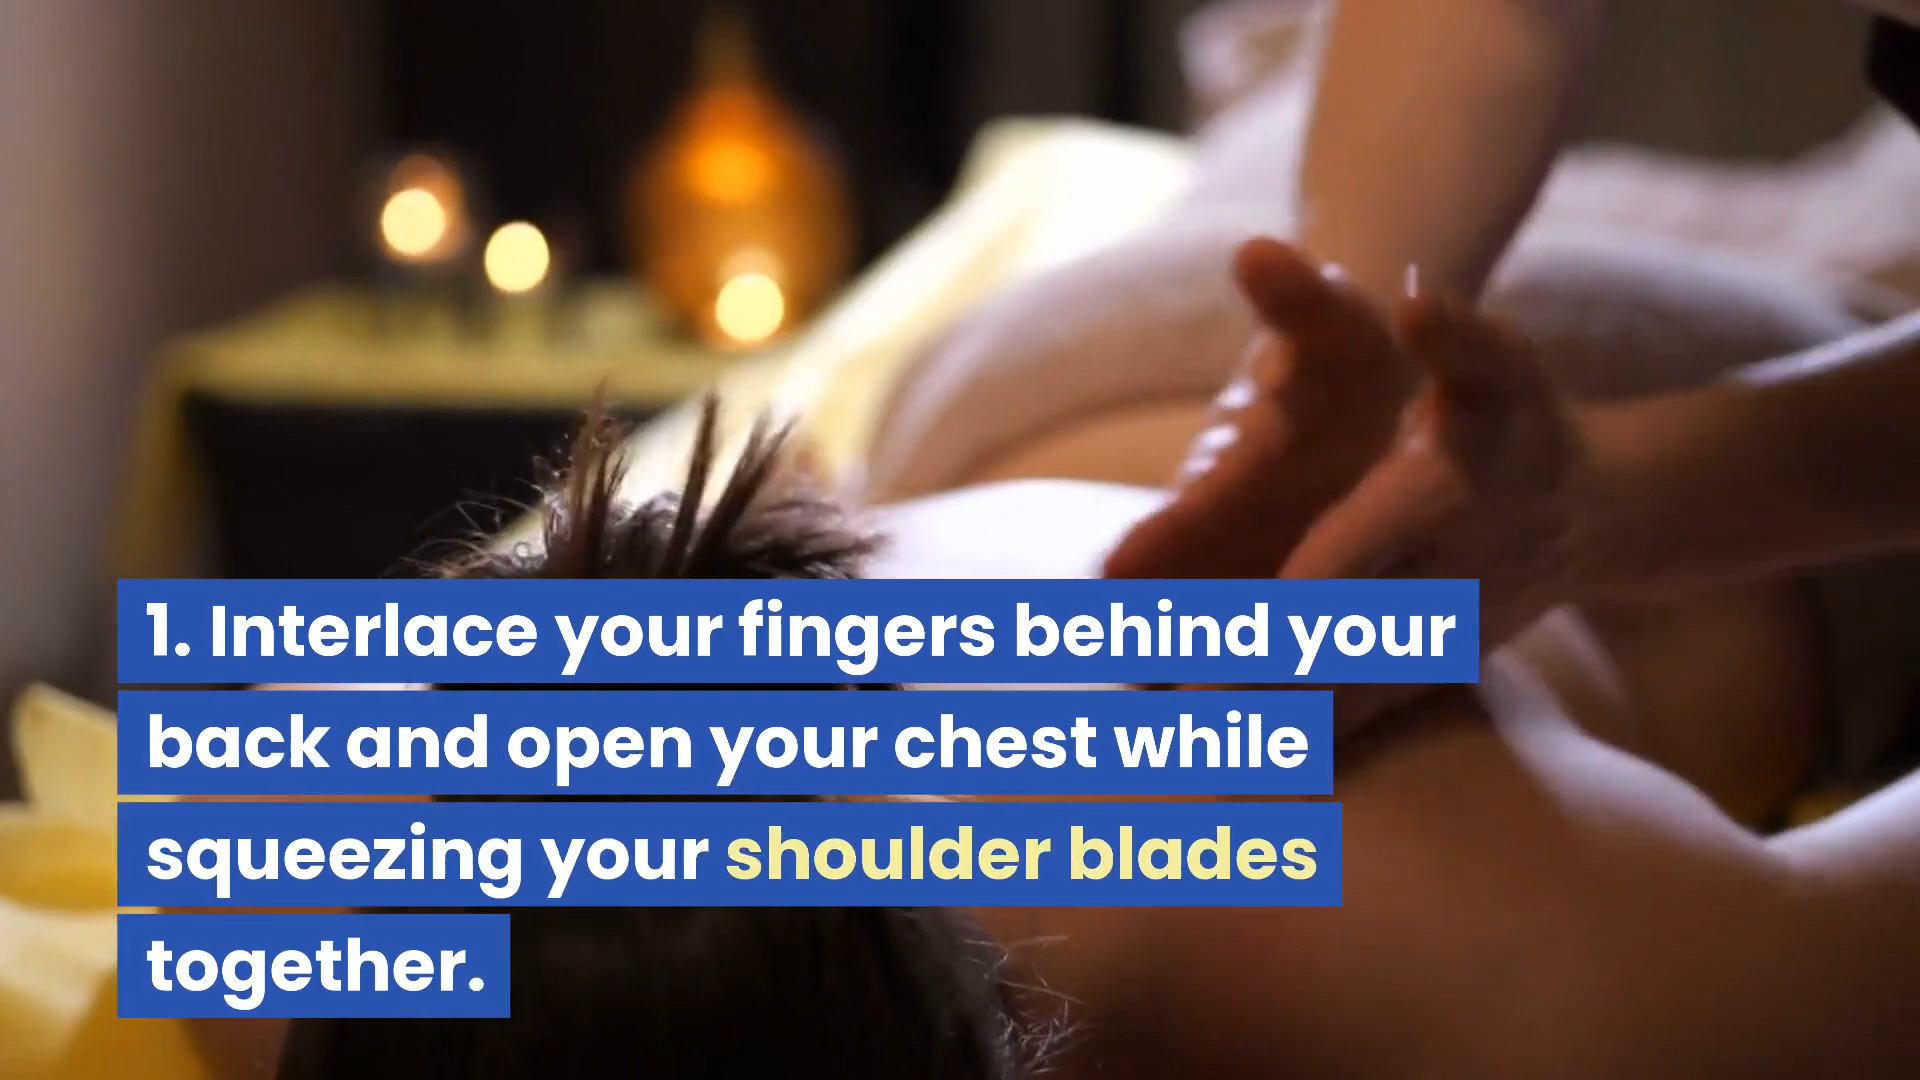 1. Interlace your fingers behind your
back and open your chest while
squeezing your shoulder blades
together.